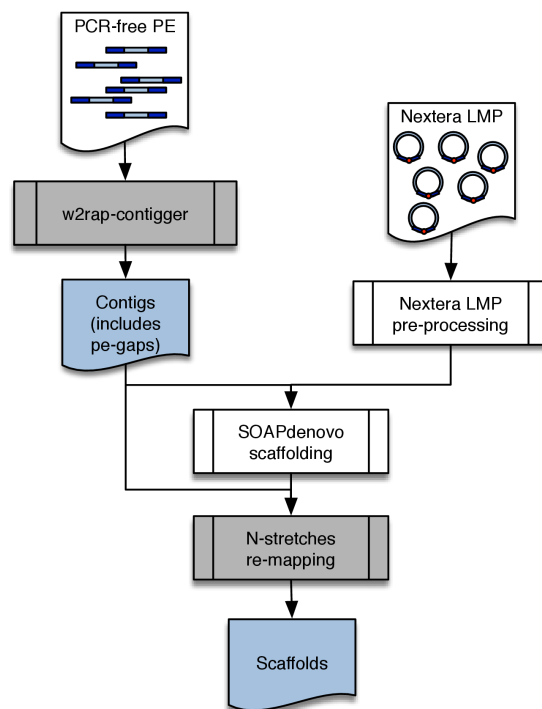 PCR-free PE
Nextera LMP
w2rap-contigger
Contigs
(includes
pe-gaps)
Nextera LMP
pre-processing
SOAPdenovo
scaffolding
N-stretches
re-mapping
Scaffolds